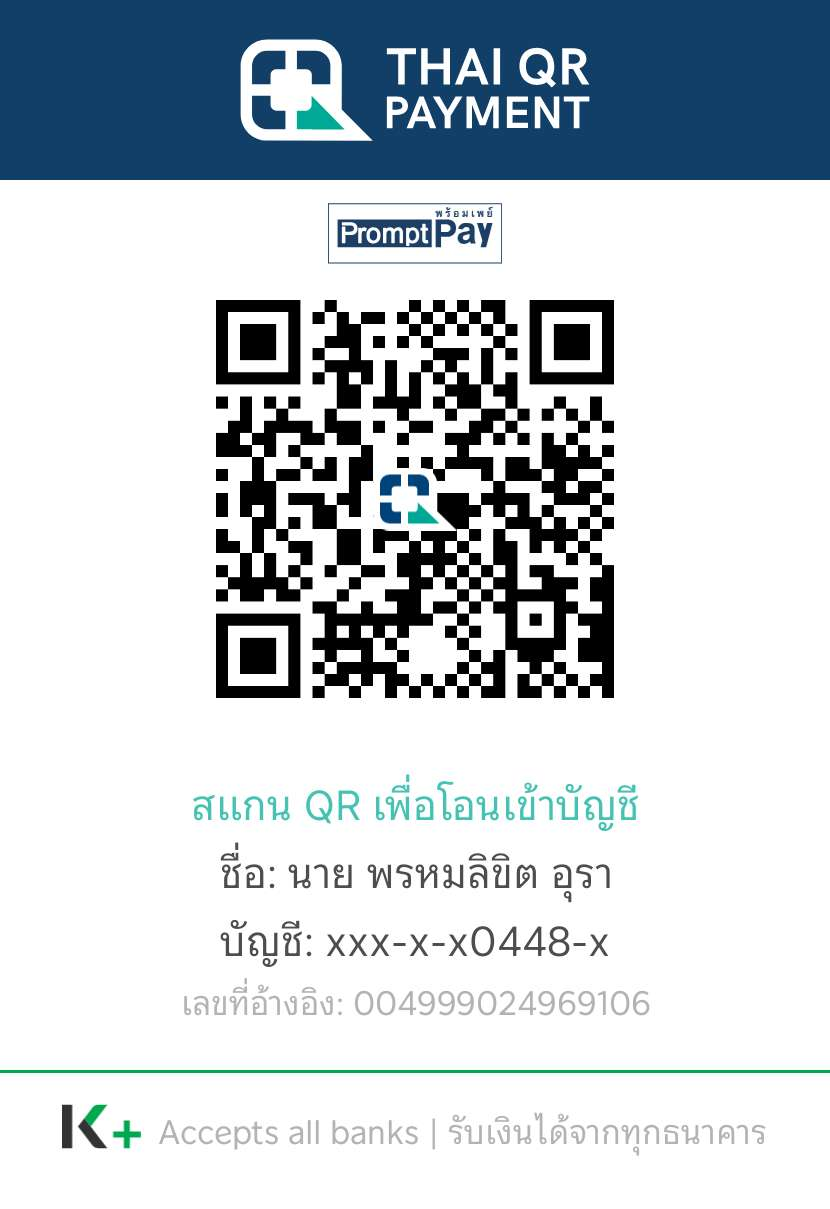 THAI QR
PAYMENT
พร้อมเพย์
PromptPay
สแกน QR เพื่อโอนเข้าบัญชี
ชื่อ: นาย พรหมลิขิต อุรา
บัญชี: xxx-x-x0448-x
เลขที่อ้างอิง: 004999024969106
K+ Accepts all banks | รับเงินได้จากทุกธนาคาร